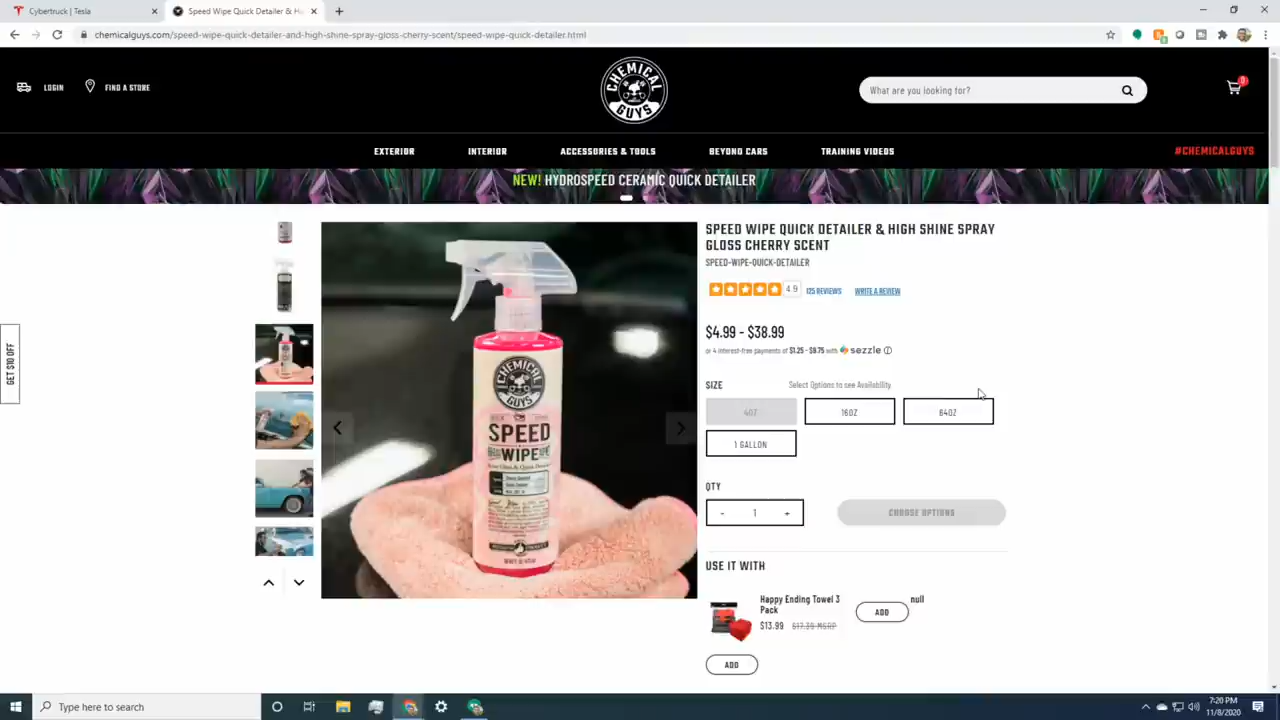 Cybertruck | Tesla
Speed Wipe Quick Detailer & Hi
chemicalguys.com/speed-wipe-quick-detailer-and-high-shine-spray-gloss-cherry-scent/speed-wipe-quick-detailer.html
LOGIN
FIND A STORE
CHEMICAL GUYS
What are you looking for?
0
EXTERIOR
INTERIOR
ACCESSORIES & TOOLS
BEYOND CARS
TRAINING VIDEOS
#CHEMICALGUYS
NEW! HYDROSPEED CERAMIC QUICK DETAILER
GET $10 OFF
CHEMICAL
GUYS
SPEED
WIPE
SPEED WIPE QUICK DETAILER & HIGH SHINE SPRAY
GLOSS CHERRY SCENT
SPEED-WIPE-QUICK-DETAILER
4.9
125 REVIEWS
WRITE A REVIEW
$4.99 - $38.99
or 4 interest-free payments of $1.25 - $9.75 with sezzle
SIZE
Select Options to see Availability
4OZ
16OZ
64OZ
1 GALLON
QTY
- 1 +
CHOOSE OPTIONS
USE IT WITH
Happy Ending Towel 3
Pack
$13.99 $17.39 MSRP
ADD
null
ADD
Type here to search
7:20 PM
11/8/2020